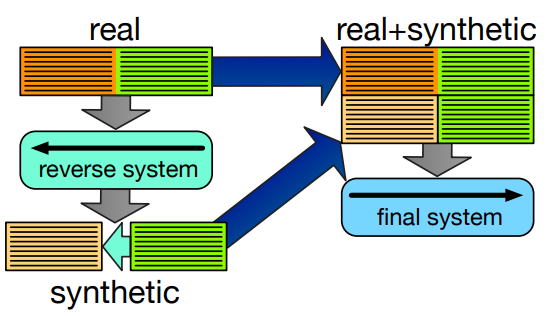 real
real+synthetic
reverse system
final system
synthetic